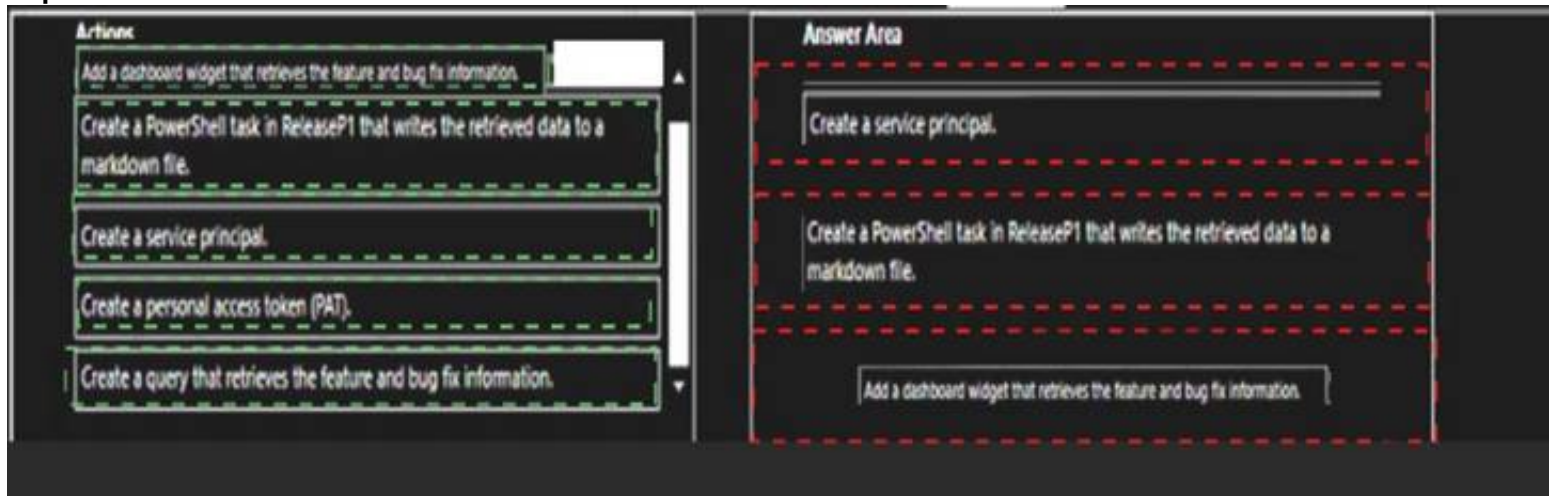 Actions
Add a dashboard widget that retrieves the feature and bug fix information.
Create a PowerShell task in ReleaseP1 that writes the retrieved data to a
markdown file.
Create a service principal.
Create a personal access token (PAT).
Create a query that retrieves the feature and bug fix information.
Answer Area
Create a service principal.
Create a PowerShell task in ReleaseP1 that writes the retrieved data to a
markdown file.
Add a dashboard widget that retrieves the feature and bug fix information.